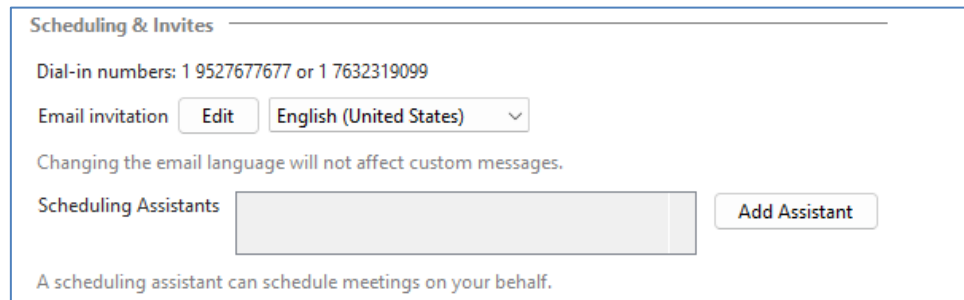 Scheduling & Invites
Dial-in numbers: 1 9527677677 or 1 7632319099
Email invitation Edit English (United States)
Changing the email language will not affect custom messages.
Scheduling Assistants Add Assistant
A scheduling assistant can schedule meetings on your behalf.